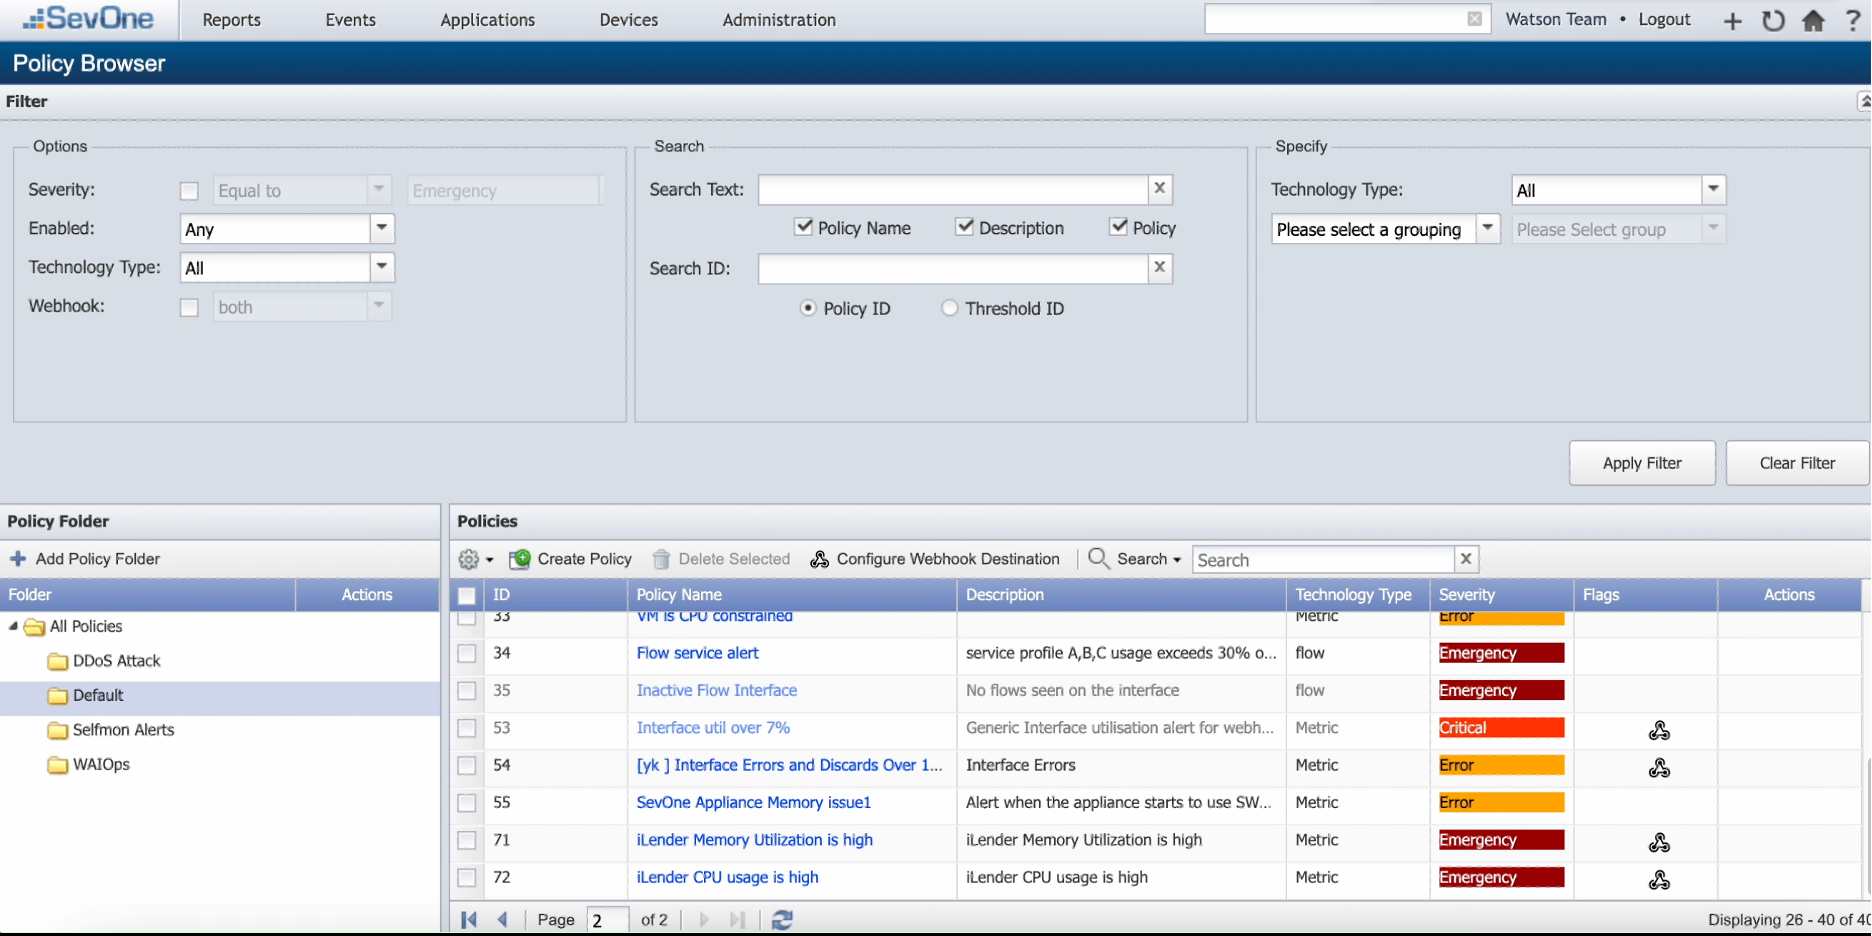 SevOne Reports Events Applications Devices Administration Watson Team • Logout + ?
Policy Browser
Filter
Options
Severity: Equal to Emergency
Enabled: Any
Technology Type: All
Webhook: both
Search
Search Text:
Policy Name Description Policy
Search ID:
Policy ID Threshold ID
Specify
Technology Type: All
Please select a grouping Please Select group
Apply Filter Clear Filter
Policy Folder
Add Policy Folder
Folder Actions
All Policies
DDoS Attack
Default
Selfmon Alerts
WAIOps
Policies
Create Policy Delete Selected Configure Webhook Destination Search Search
ID Policy Name Description Technology Type Severity Flags Actions
33 VM is CPU constrained Metric Error
34 Flow service alert service profile A,B,C usage exceeds 30% o... flow Emergency
35 Inactive Flow Interface No flows seen on the interface flow Emergency
53 Interface util over 7% Generic Interface utilisation alert for webh... Metric Critical
54 [yk ] Interface Errors and Discards Over 1... Interface Errors Metric Error
55 SevOne Appliance Memory issue1 Alert when the appliance starts to use SW... Metric Error
71 iLender Memory Utilization is high iLender Memory Utilization is high Metric Emergency
72 iLender CPU usage is high iLender CPU usage is high Metric Emergency
Page 2 of 2 Displaying 26 - 40 of 40